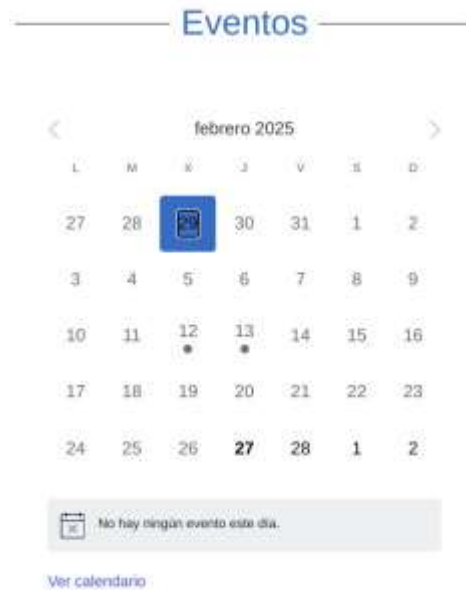 Eventos
febrero 2025
L M X J V S D
27 28 29 30 31 1 2
3 4 5 6 7 8 9
10 11 12 13 14 15 16
17 18 19 20 21 22 23
24 25 26 27 28 1 2
No hay ningún evento este día.
Ver calendario